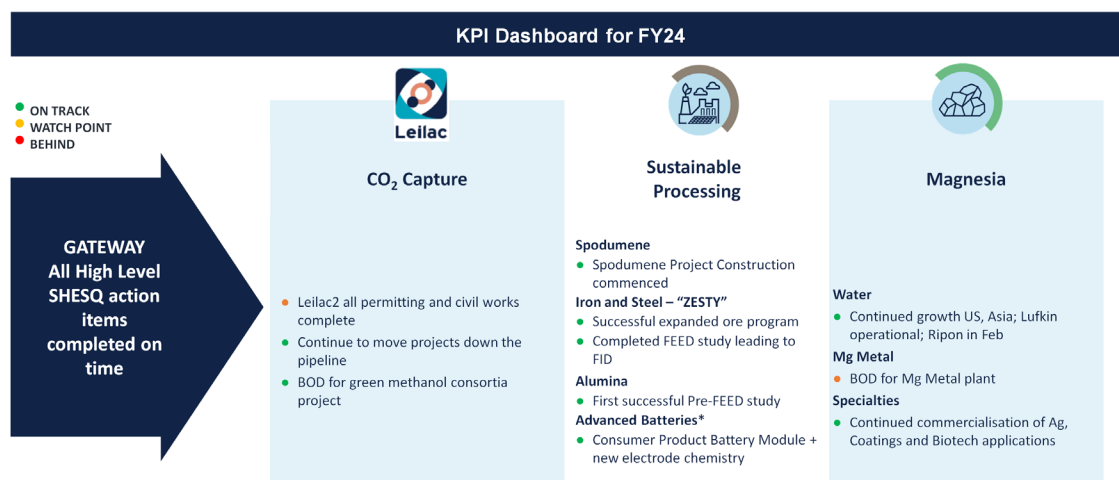 KPI Dashboard for FY24
ON TRACK
WATCH POINT
BEHIND
GATEWAY
All High Level
SHESQ action
items
completed on
time
Leilac
CO₂ Capture
Leilac2 all permitting and civil works
complete
Continue to move projects down the
pipeline
BOD for green methanol consortia
project
Sustainable
Processing
Spodumene
Spodumene Project Construction
commenced
Iron and Steel – “ZESTY”
Successful expanded ore program
Completed FEED study leading to
FID
Alumina
First successful Pre-FEED study
Advanced Batteries*
Consumer Product Battery Module +
new electrode chemistry
Magnesia
Water
Continued growth US, Asia; Lufkin
operational; Ripon in Feb
Mg Metal
BOD for Mg Metal plant
Specialties
Continued commercialisation of Ag,
Coatings and Biotech applications